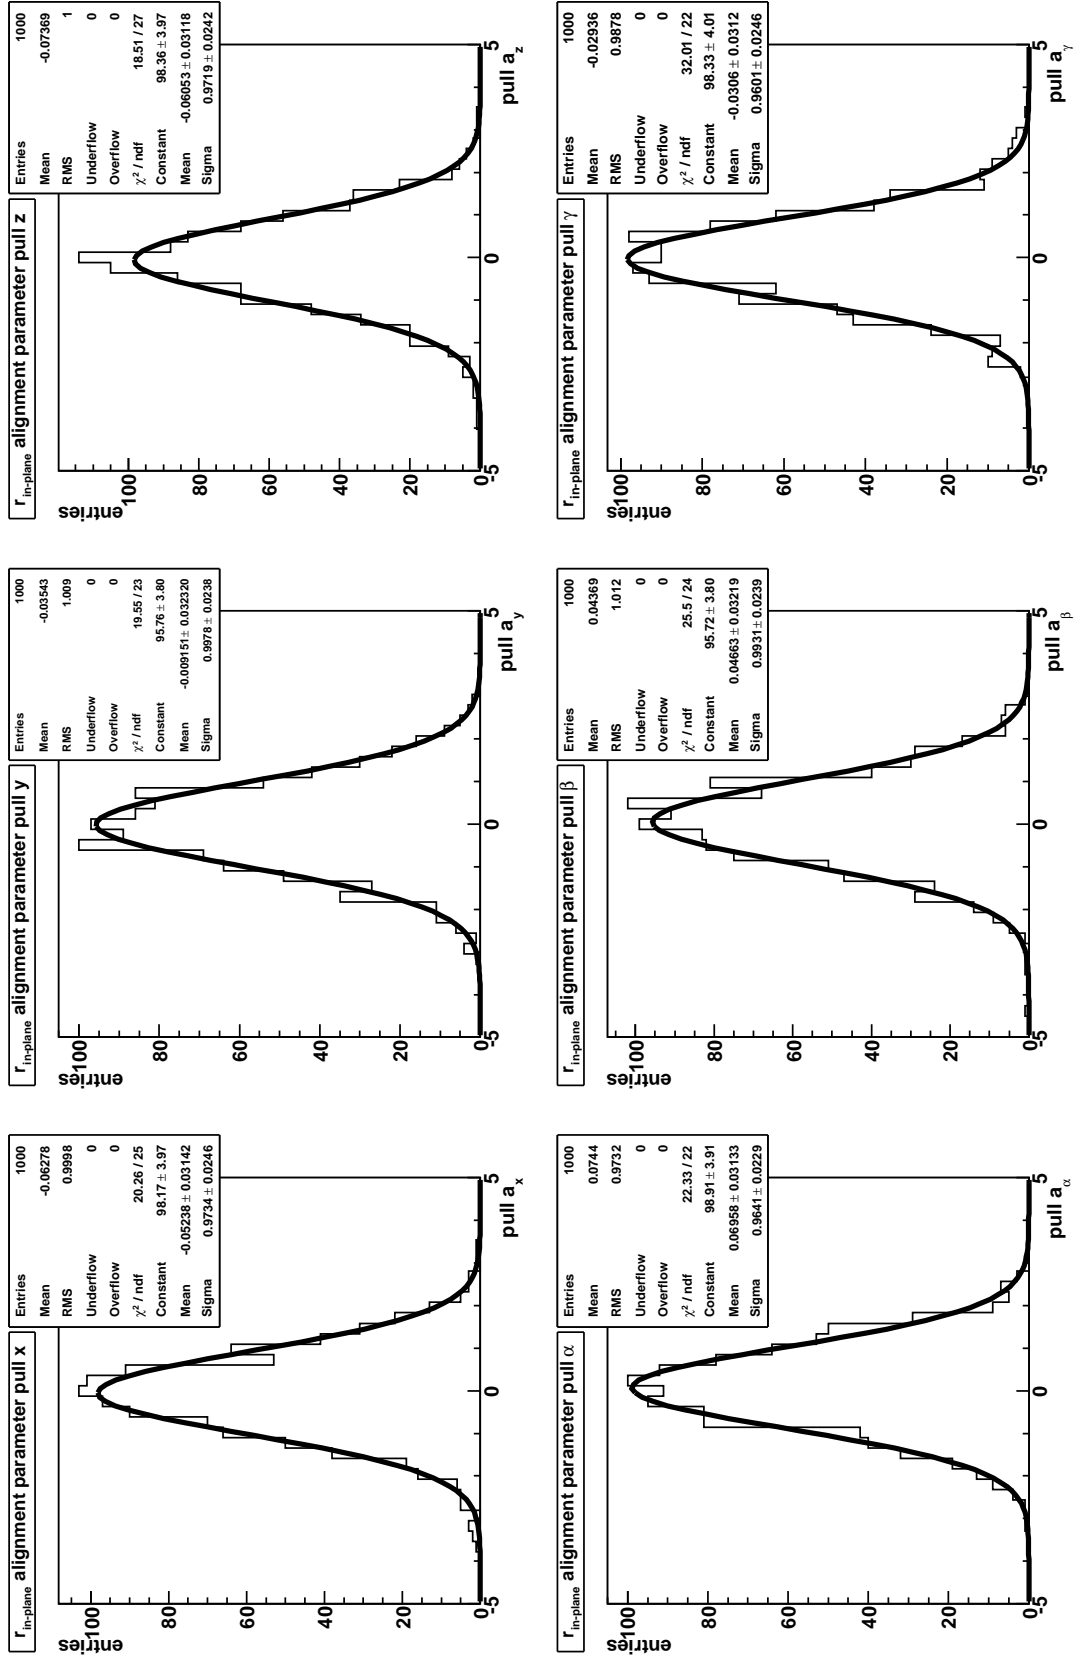 r in-plane alignment parameter pull x
Entries 1000
Mean -0.06278
RMS 0.9998
Underflow 0
Overflow 0
χ² / ndf 20.26 / 25
Constant 98.17 ± 3.97
Mean -0.05238 ± 0.03142
Sigma 0.9734 ± 0.0246
entries
100
80
60
40
20
0
-5 0 5
pull a x
r in-plane alignment parameter pull y
Entries 1000
Mean -0.03543
RMS 1.009
Underflow 0
Overflow 0
χ² / ndf 19.55 / 23
Constant 95.76 ± 3.80
Mean -0.009151 ± 0.032320
Sigma 0.9978 ± 0.0238
entries
100
80
60
40
20
0
-5 0 5
pull a y
r in-plane alignment parameter pull z
Entries 1000
Mean -0.07369
RMS 1
Underflow 0
Overflow 0
χ² / ndf 18.51 / 27
Constant 98.36 ± 3.97
Mean -0.06053 ± 0.03118
Sigma 0.9719 ± 0.0242
entries
100
80
60
40
20
0
-5 0 5
pull a z
r in-plane alignment parameter pull α
Entries 1000
Mean 0.0744
RMS 0.9732
Underflow 0
Overflow 0
χ² / ndf 22.33 / 22
Constant 98.91 ± 3.91
Mean 0.06958 ± 0.03133
Sigma 0.9641 ± 0.0229
entries
100
80
60
40
20
0
-5 0 5
pull a α
r in-plane alignment parameter pull β
Entries 1000
Mean 0.04369
RMS 1.012
Underflow 0
Overflow 0
χ² / ndf 25.5 / 24
Constant 95.72 ± 3.80
Mean 0.04663 ± 0.03219
Sigma 0.9931 ± 0.0239
entries
100
80
60
40
20
0
-5 0 5
pull a β
r in-plane alignment parameter pull γ
Entries 1000
Mean -0.02936
RMS 0.9878
Underflow 0
Overflow 0
χ² / ndf 32.01 / 22
Constant 98.33 ± 4.01
Mean -0.0306 ± 0.0312
Sigma 0.9601 ± 0.0246
entries
100
80
60
40
20
0
-5 0 5
pull a γ